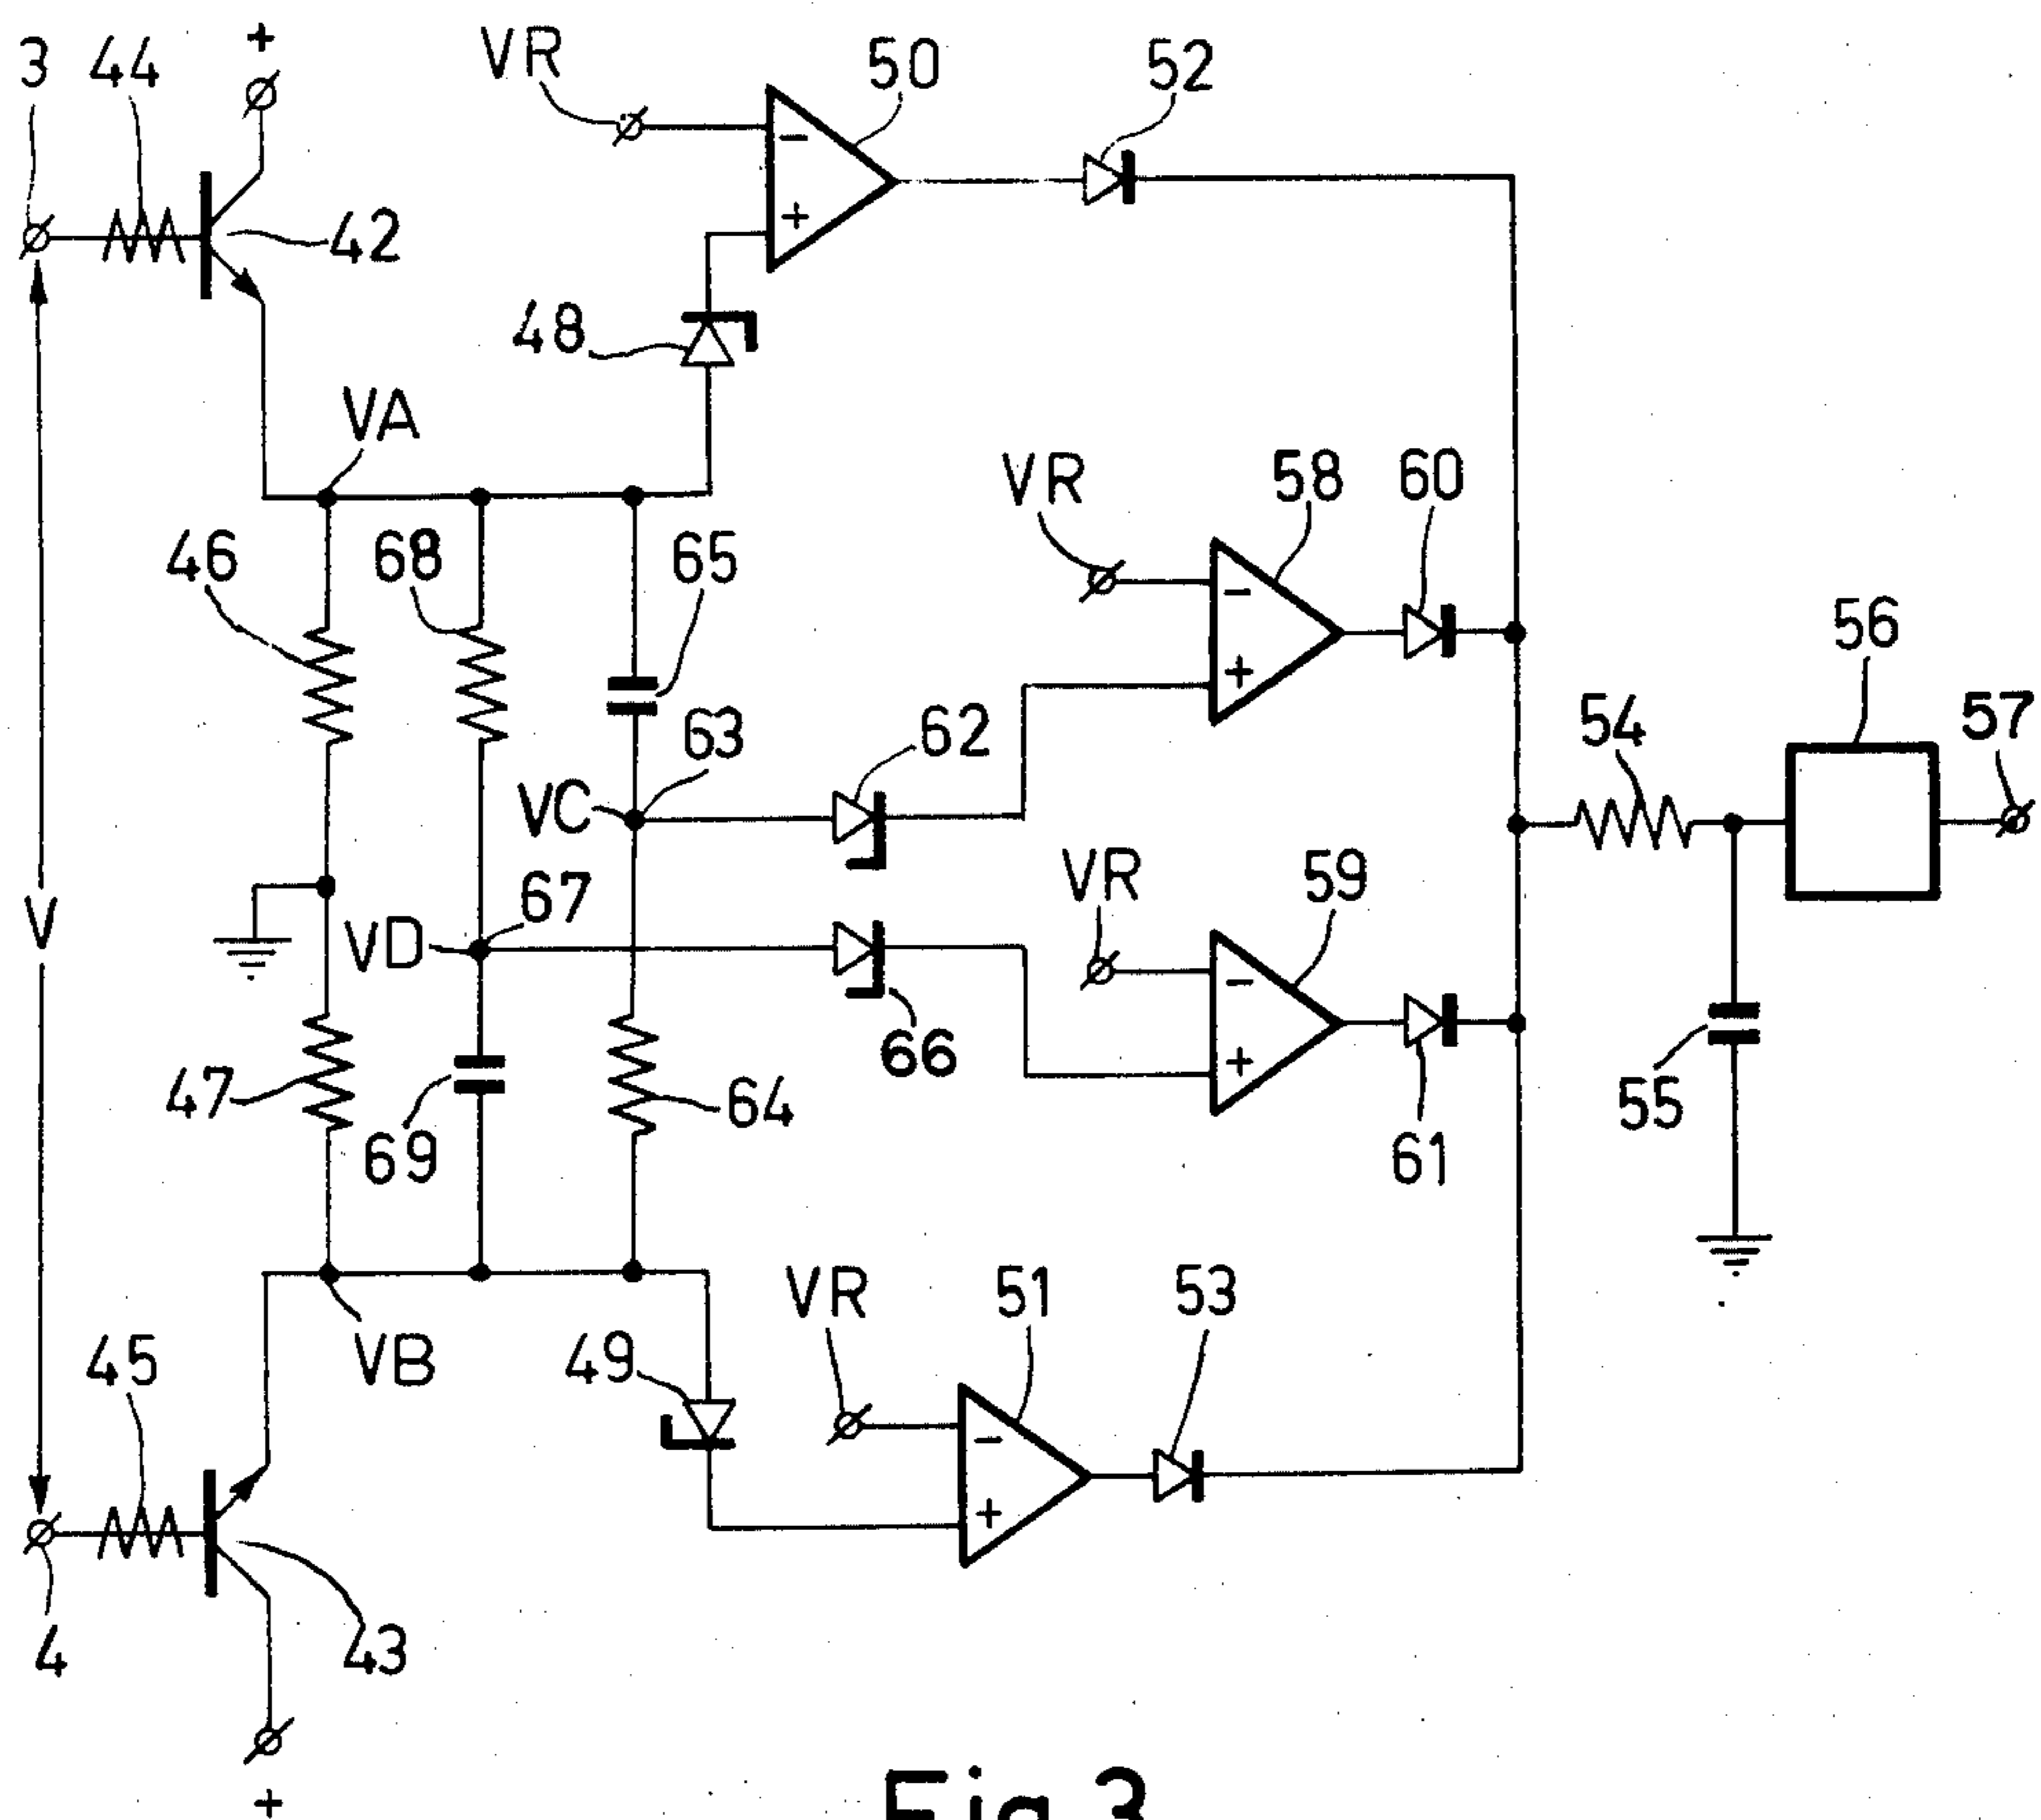 3 44 + VR 50 52
− +
42
48
VA
VR 58 60
46 68 65
− +
56
63 62 54 57
VC
VR 59
67
V VD
− +
66
47 64 55
69 61
VR 51 53
45 VB 49
− +
4 43
+
Fig. 3